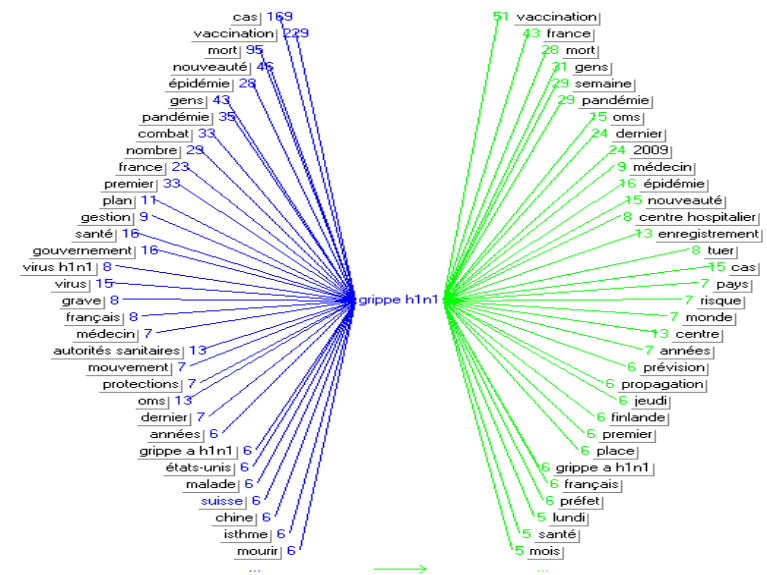 cas 169
vaccination 229
mort 95
nouveauté 46
épidémie 28
gens 43
pandémie 35
combat 33
nombre 29
france 23
premier 33
plan 11
gestion 9
santé 16
gouvernement 16
virus h1n1 8
virus 15
grave 8
français 8
médecin 7
autorités sanitaires 13
mouvement 7
protections 7
oms 13
dernier 7
années 6
grippe a h1n1 6
états-unis 6
malade 6
suisse 6
chine 6
isthme 6
mourir 6
...
grippe h1n1
51 vaccination
43 france
28 mort
31 gens
29 semaine
29 pandémie
15 oms
24 dernier
24 2009
9 médecin
16 épidémie
15 nouveauté
8 centre hospitalier
13 enregistrement
8 tuer
15 cas
7 pays
7 risque
7 monde
13 centre
7 années
6 prévision
6 propagation
6 jeudi
6 finlande
6 premier
6 place
6 grippe a h1n1
6 français
6 préfet
5 lundi
5 santé
5 mois
...